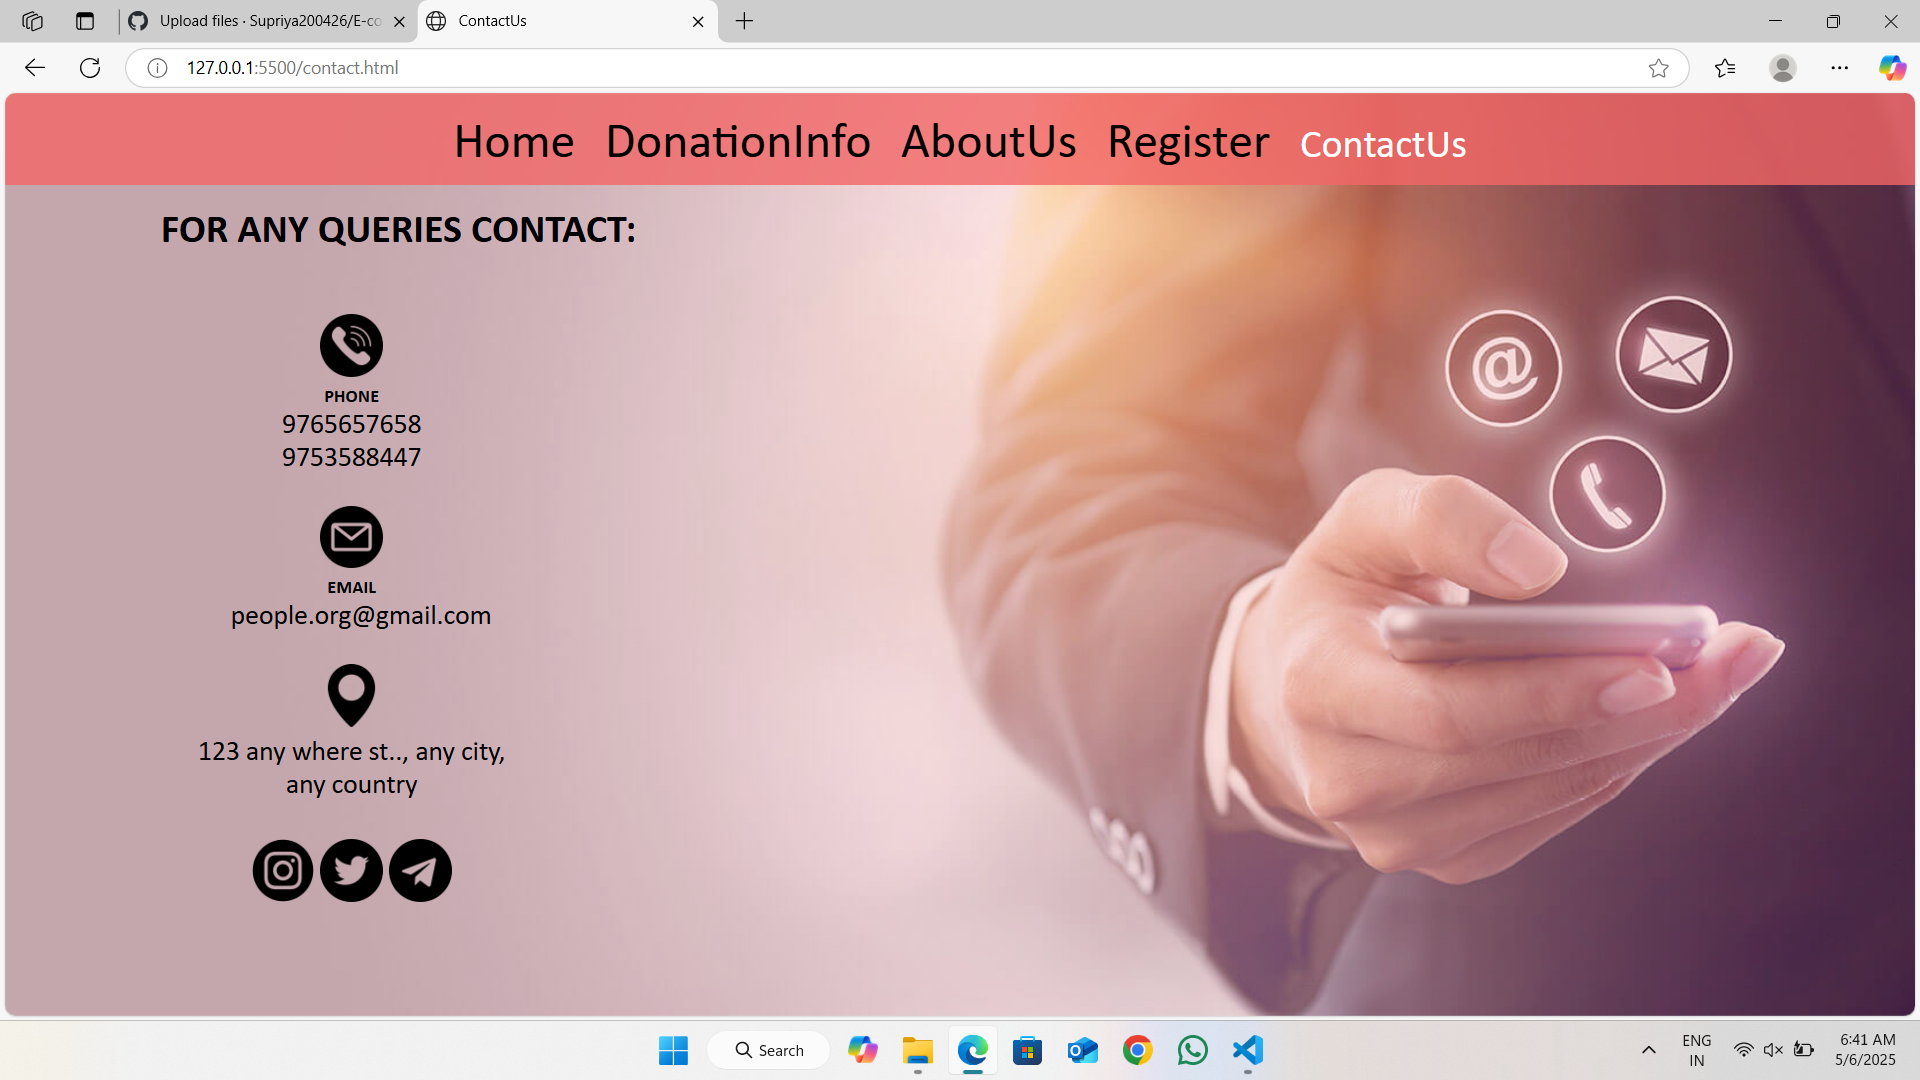 Upload files · Supriya200426/E-co
ContactUs
127.0.0.1:5500/contact.html
Home DonationInfo AboutUs Register ContactUs
FOR ANY QUERIES CONTACT:
PHONE
9765657658
9753588447
EMAIL
people.org@gmail.com
123 any where st.., any city,
any country
@
Search
ENG
IN
6:41 AM
5/6/2025